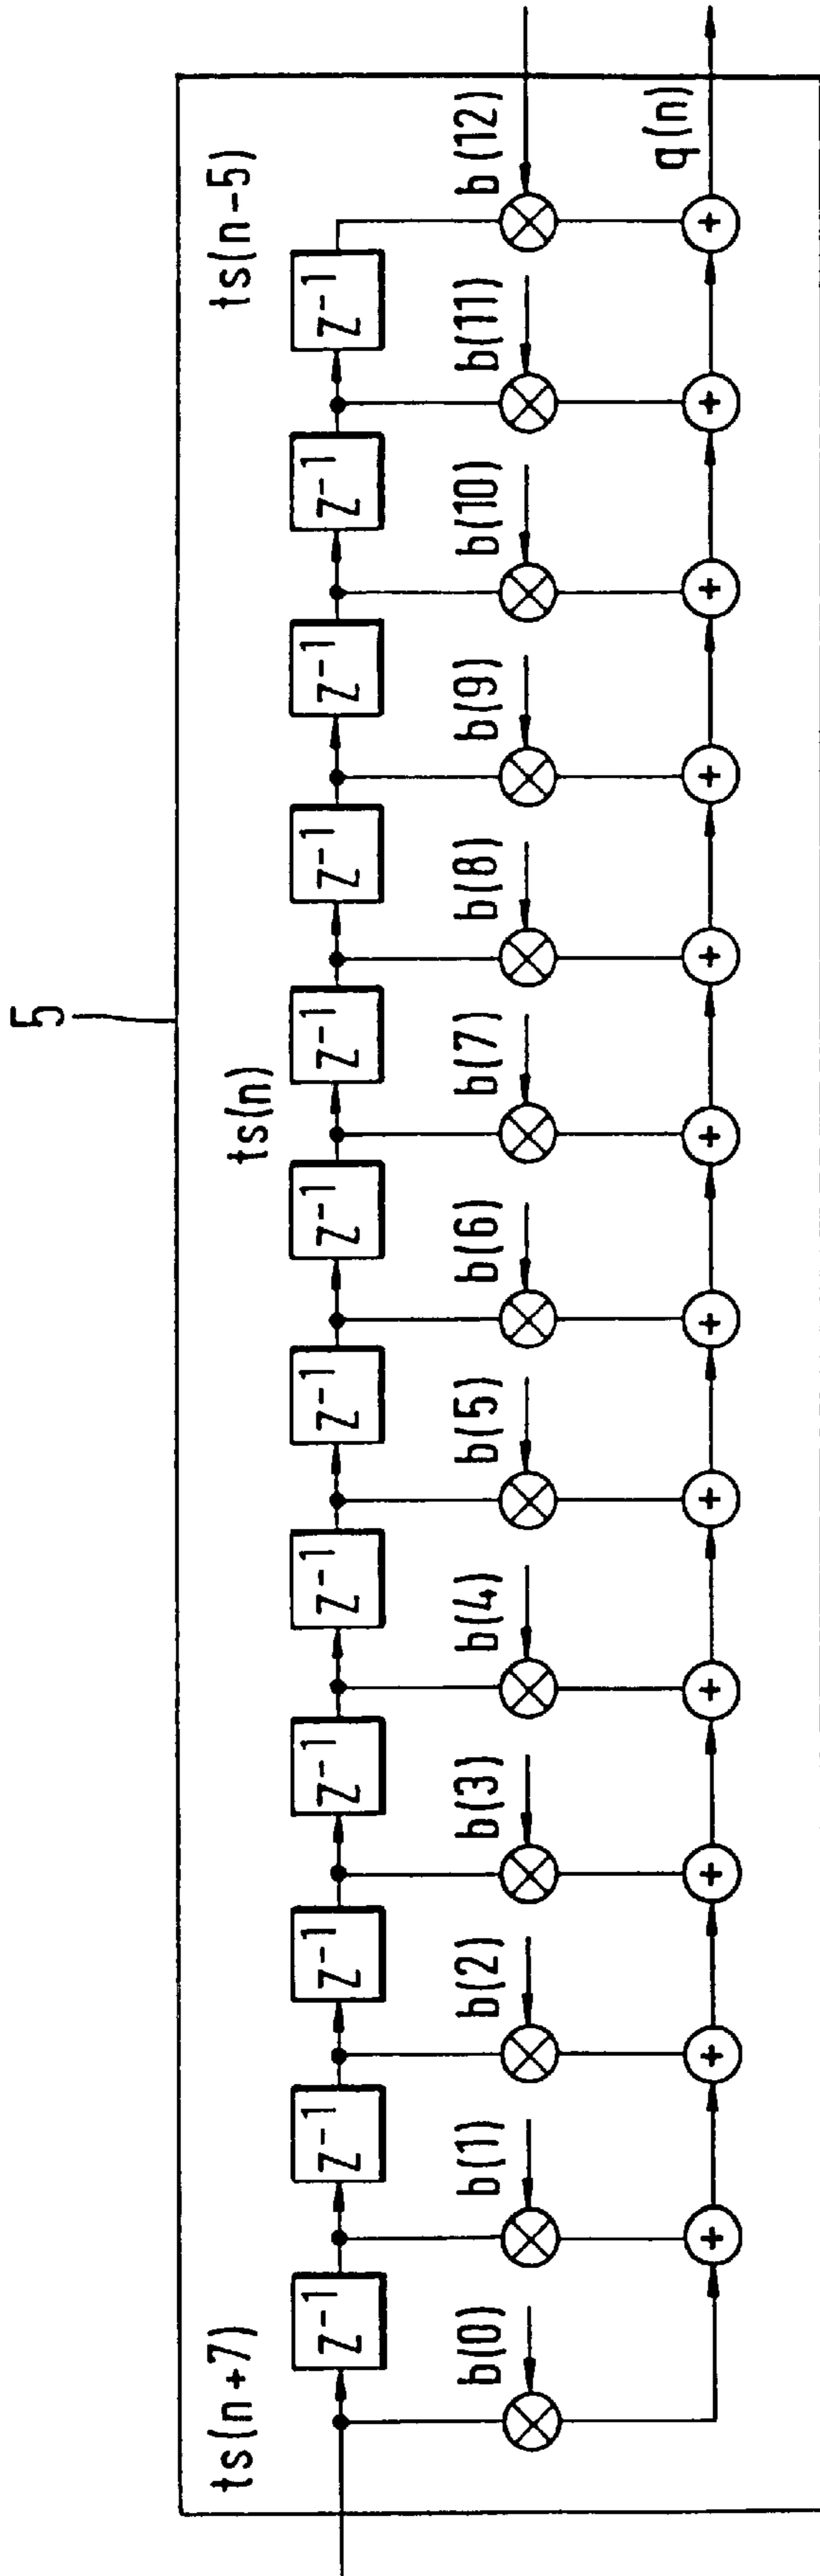 5
ts(n+7)
ts(n)
ts(n-5)
Z⁻¹
Z⁻¹
Z⁻¹
Z⁻¹
Z⁻¹
Z⁻¹
Z⁻¹
Z⁻¹
Z⁻¹
Z⁻¹
Z⁻¹
Z⁻¹
b(0)
b(1)
b(2)
b(3)
b(4)
b(5)
b(6)
b(7)
b(8)
b(9)
b(10)
b(11)
b(12)
+
+
+
+
+
+
+
+
+
+
+
+
q(n)